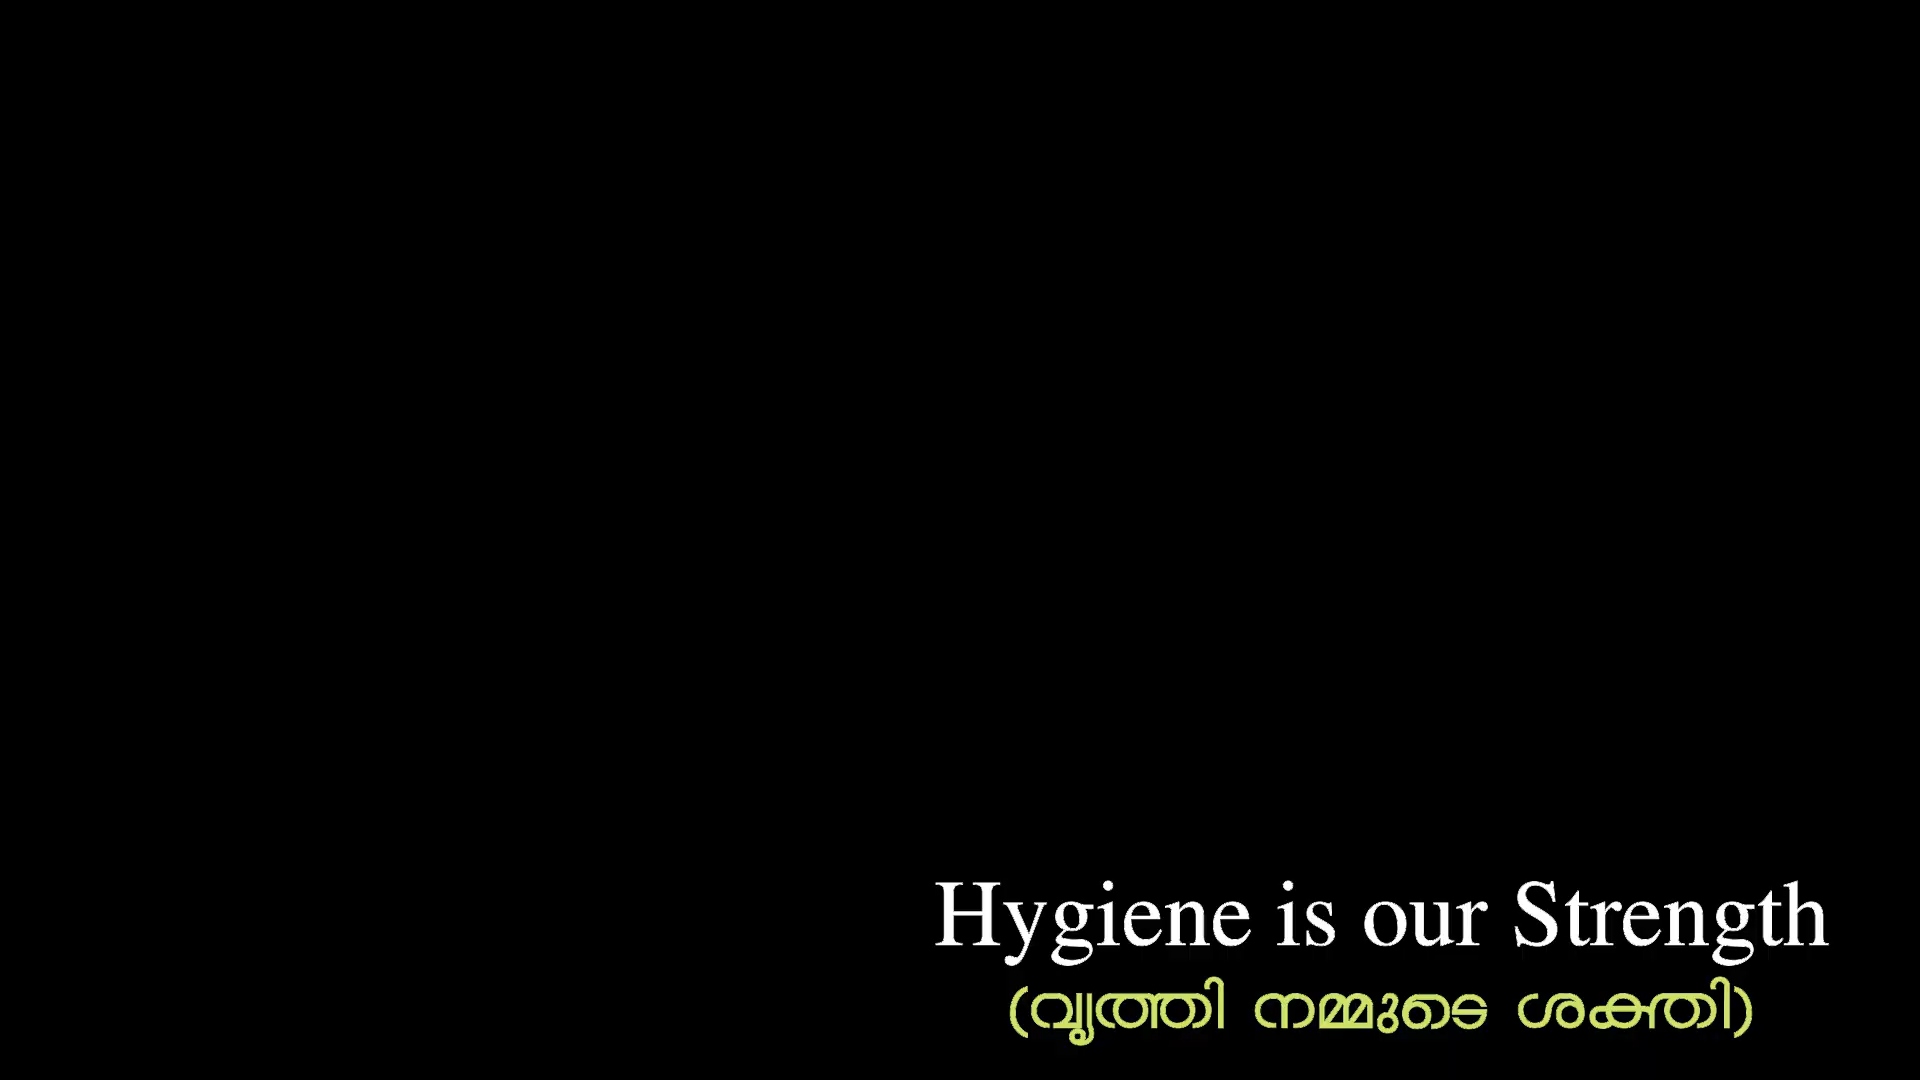 Hygiene is our Strength
(വൃത്തി നമ്മുടെ ശക്തി)